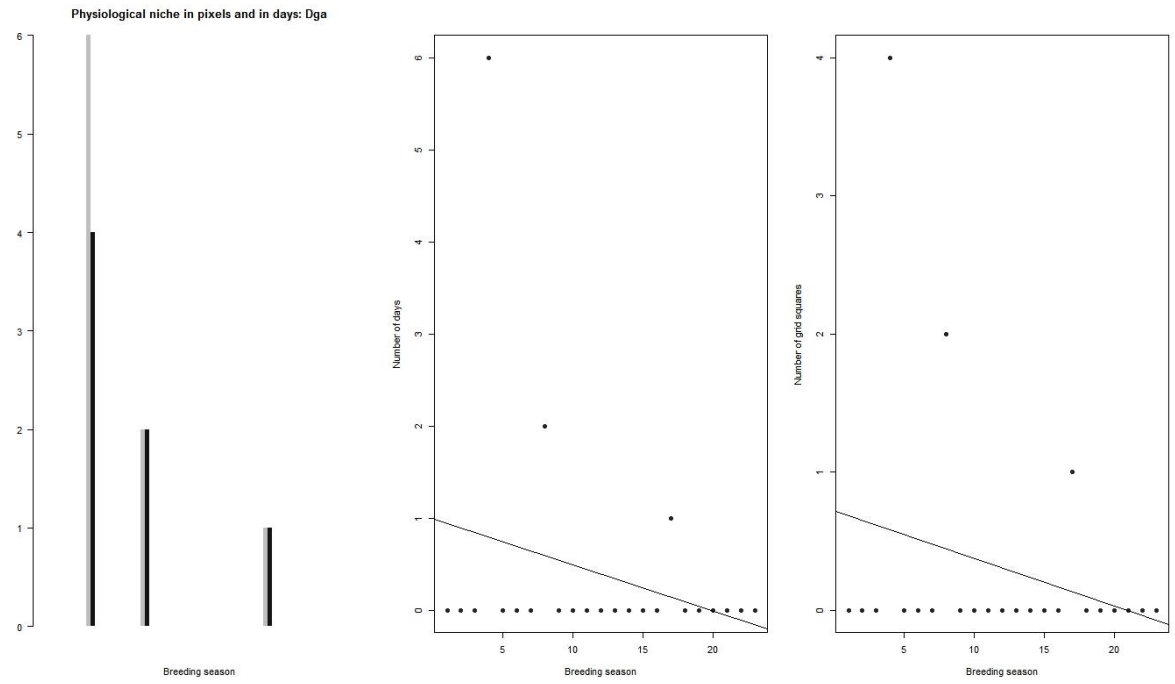 Physiological niche in pixels and in days: Dga
6
5
4
3
2
1
0
Breeding season
Number of days
6
5
4
3
2
1
0
5 10 15 20
Breeding season
Number of grid squares
4
3
2
1
0
5 10 15 20
Breeding season